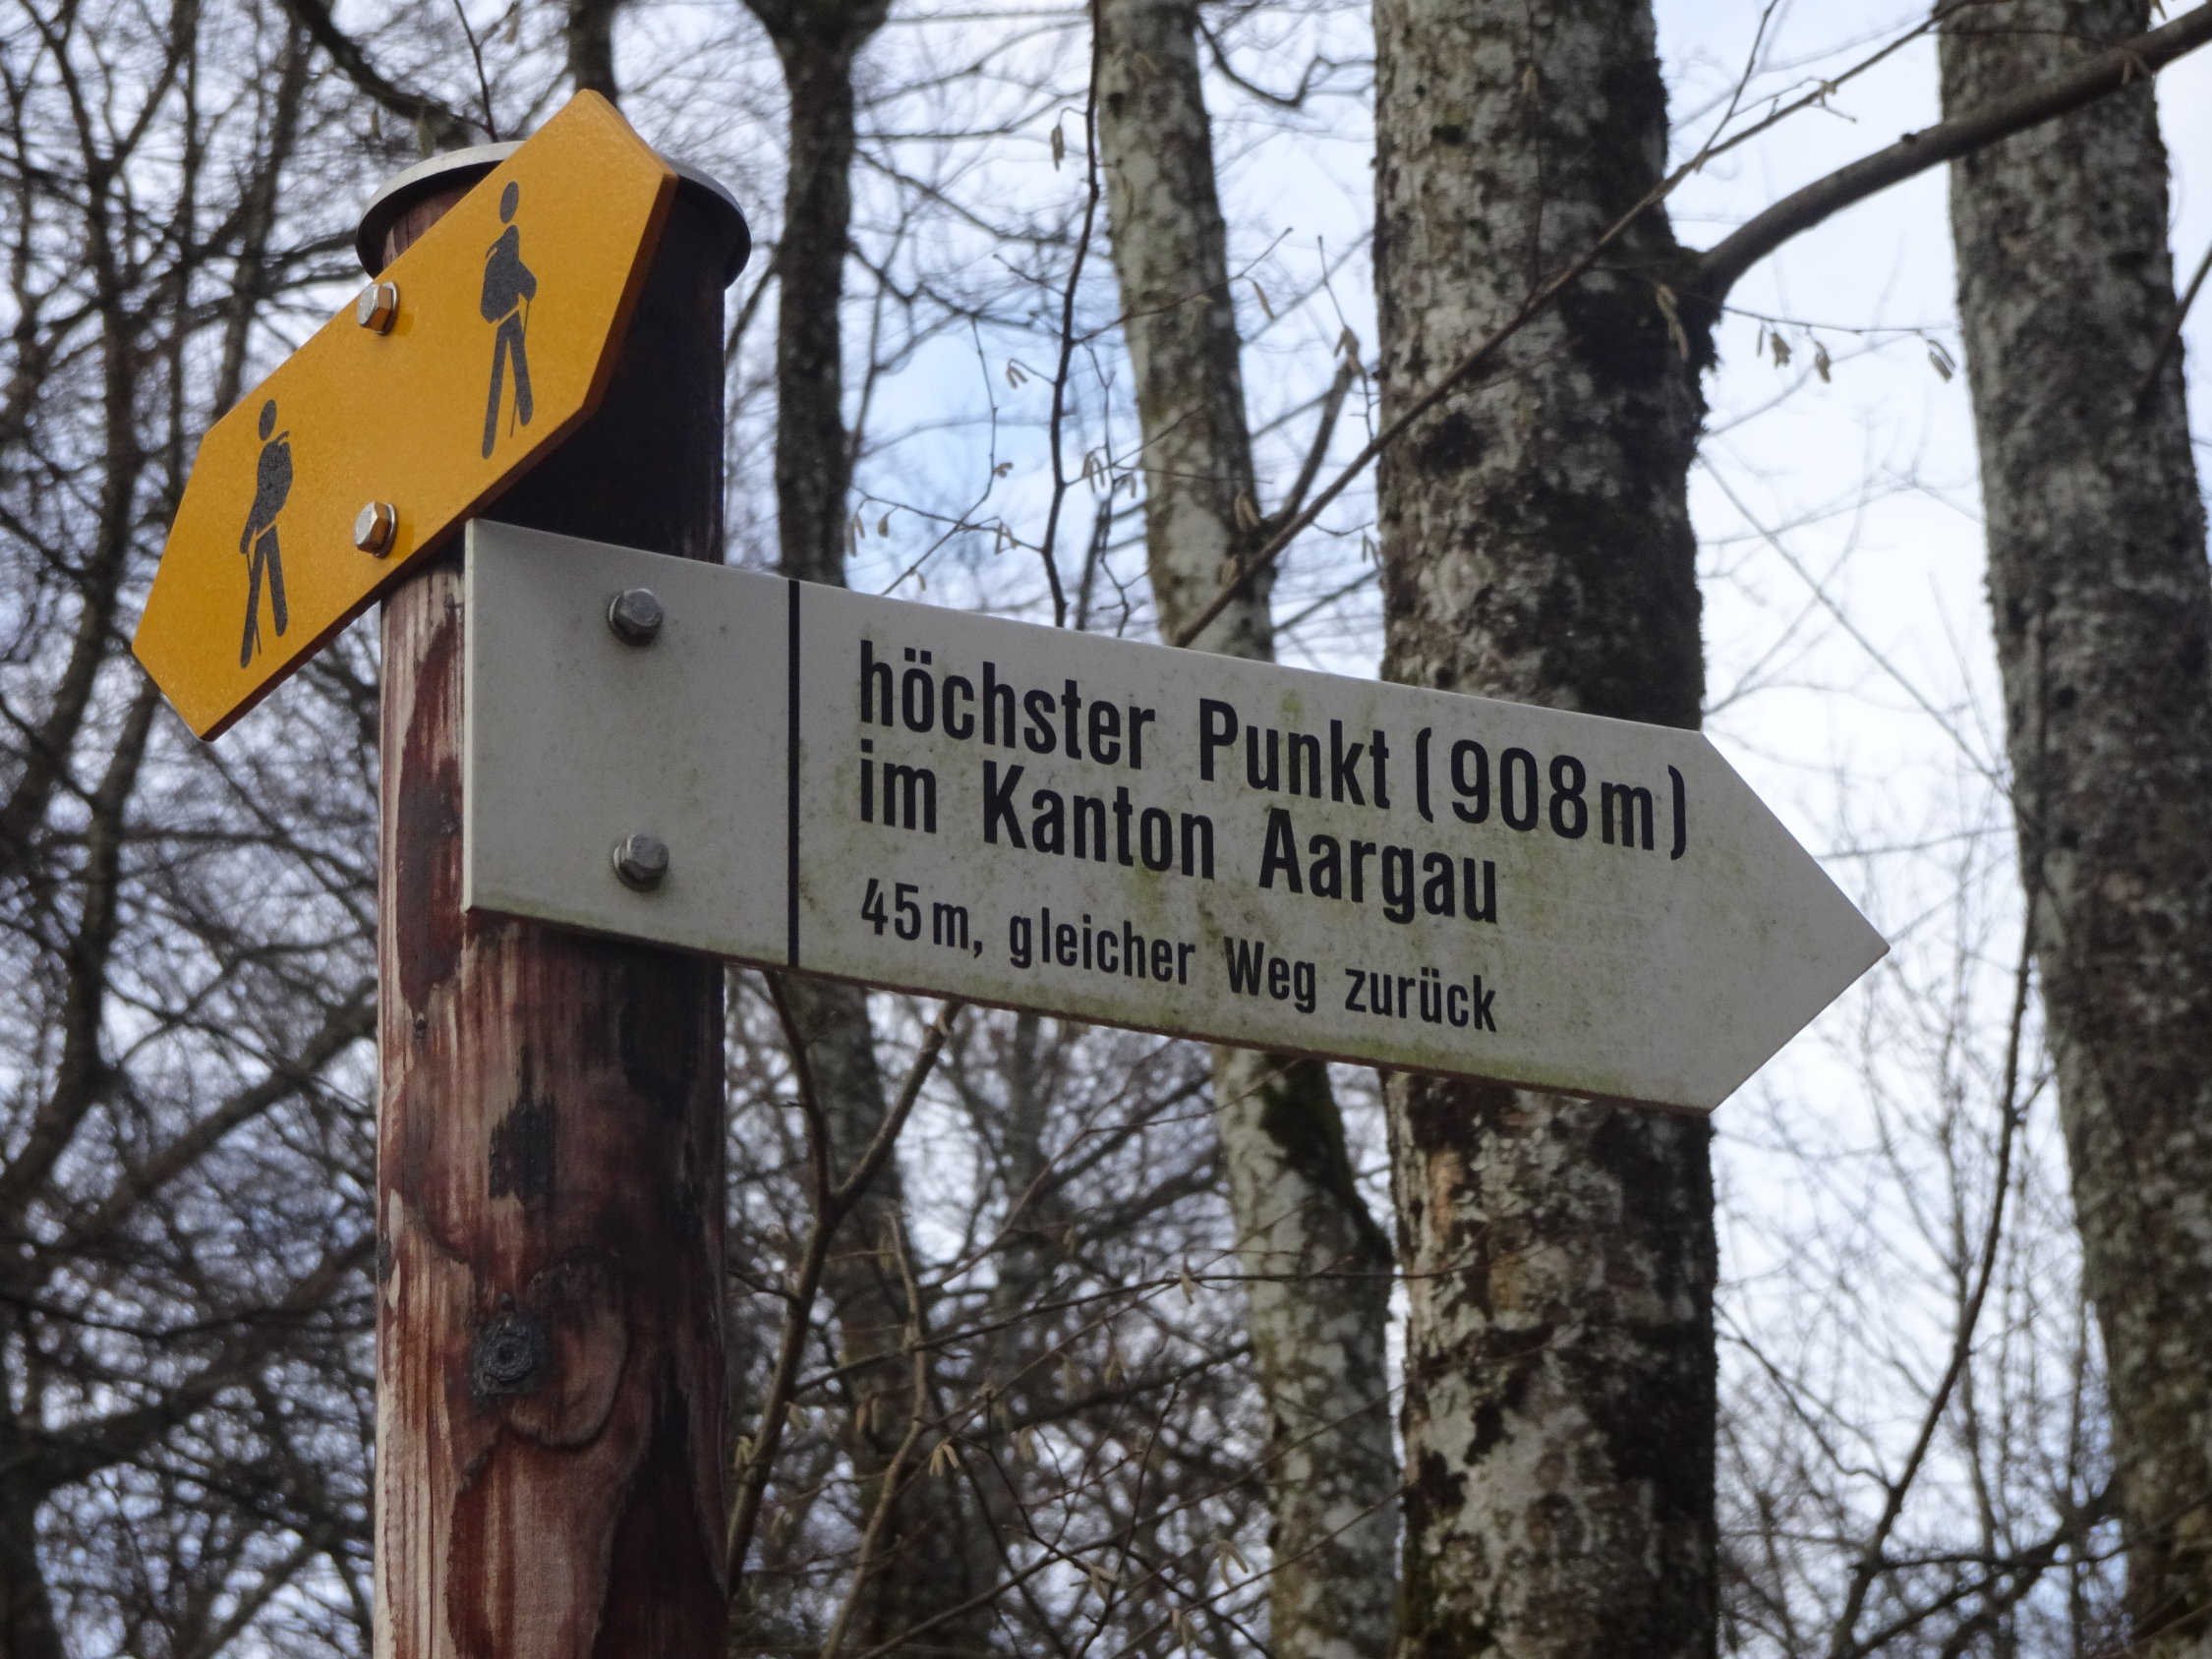 höchster Punkt (908m)
im Kanton Aargau
45m, gleicher Weg zurück